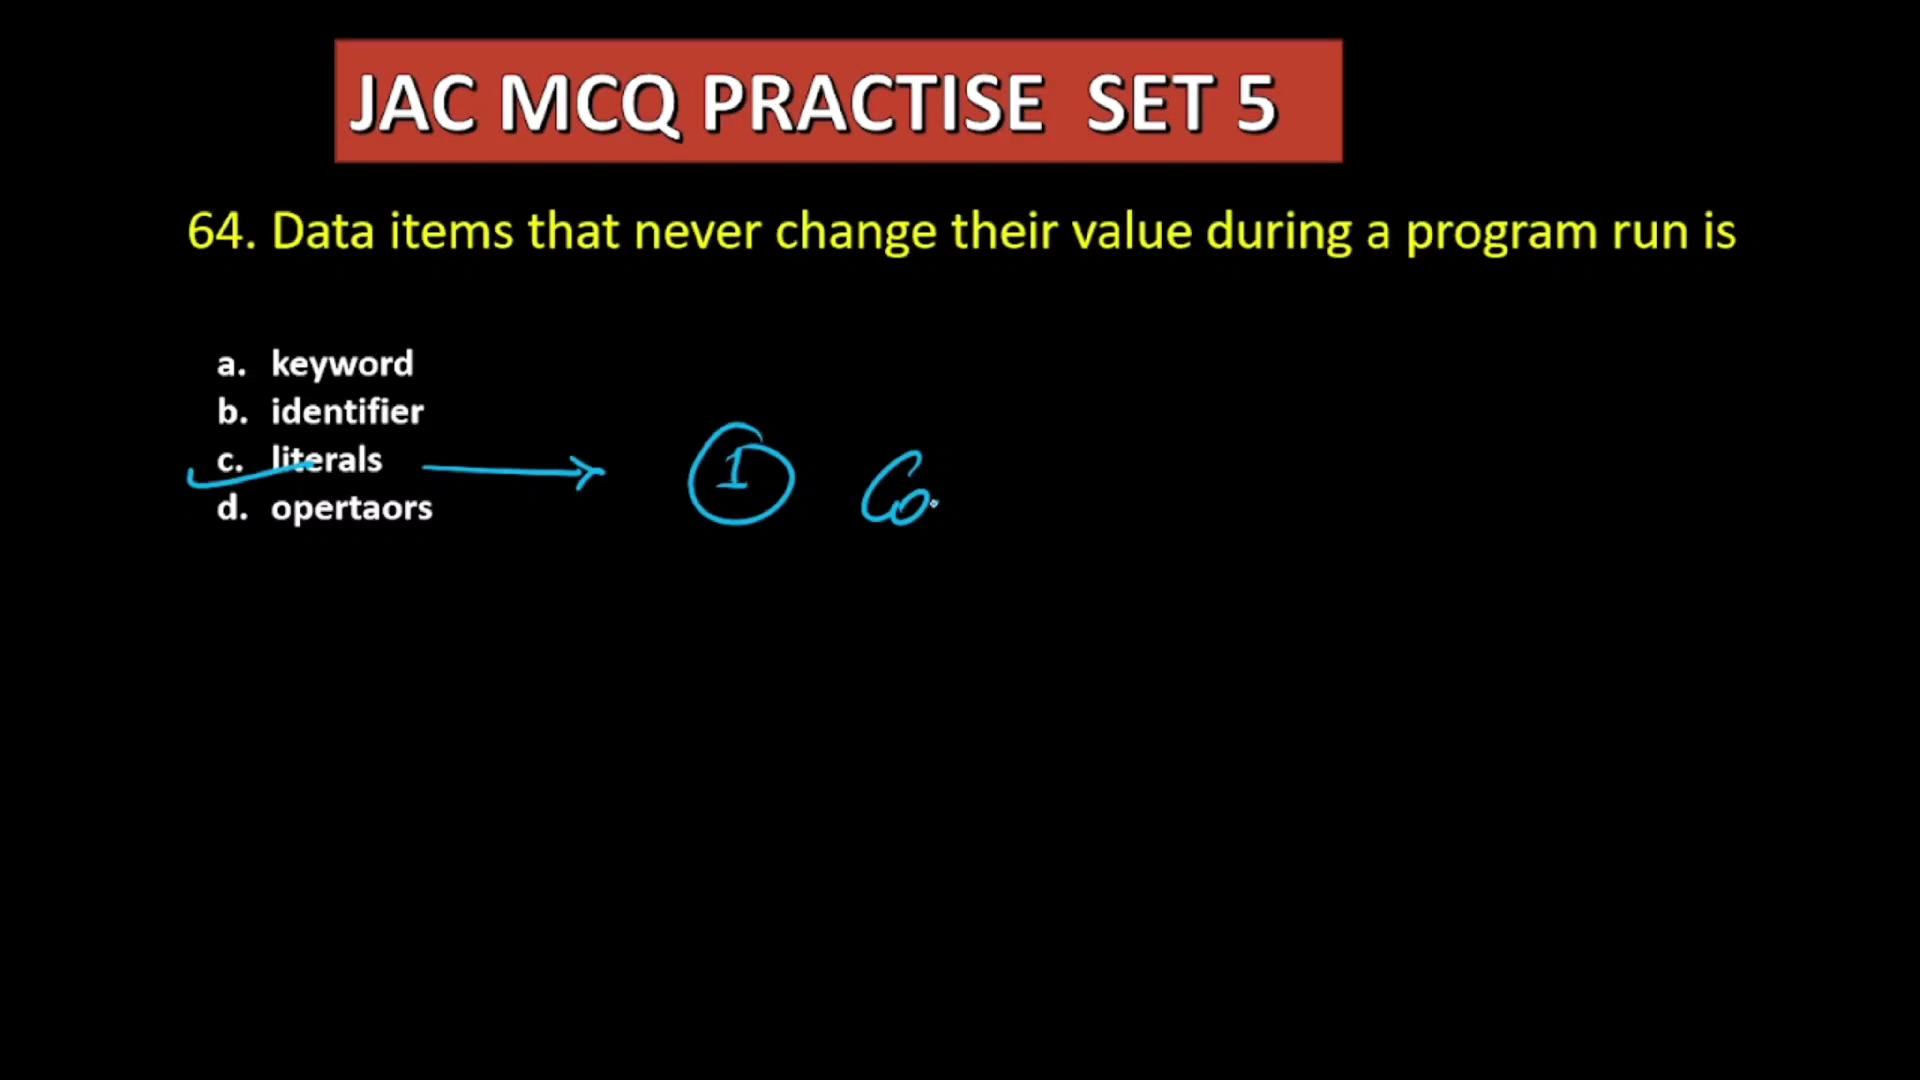 JAC MCQ PRACTISE SET 5
64. Data items that never change their value during a program run is
a. keyword
b. identifier
c. literals
1 Co
d. opertaors